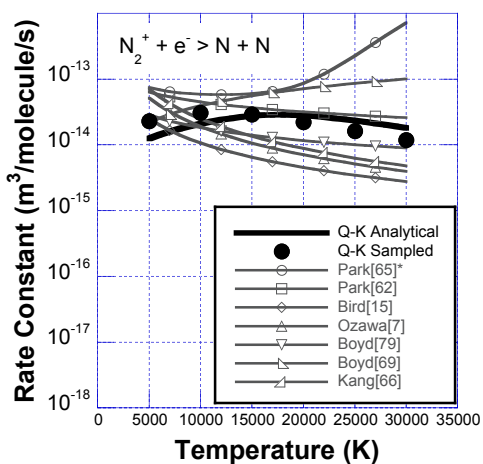 N₂⁺ + e⁻ > N + N
Rate Constant (m³/molecule/s)
10⁻¹³
10⁻¹⁴
10⁻¹⁵
10⁻¹⁶
10⁻¹⁷
10⁻¹⁸
Q-K Analytical
Q-K Sampled
Park[65]*
Park[62]
Bird[15]
Ozawa[7]
Boyd[79]
Boyd[69]
Kang[66]
0 5000 10000 15000 20000 25000 30000 35000
Temperature (K)